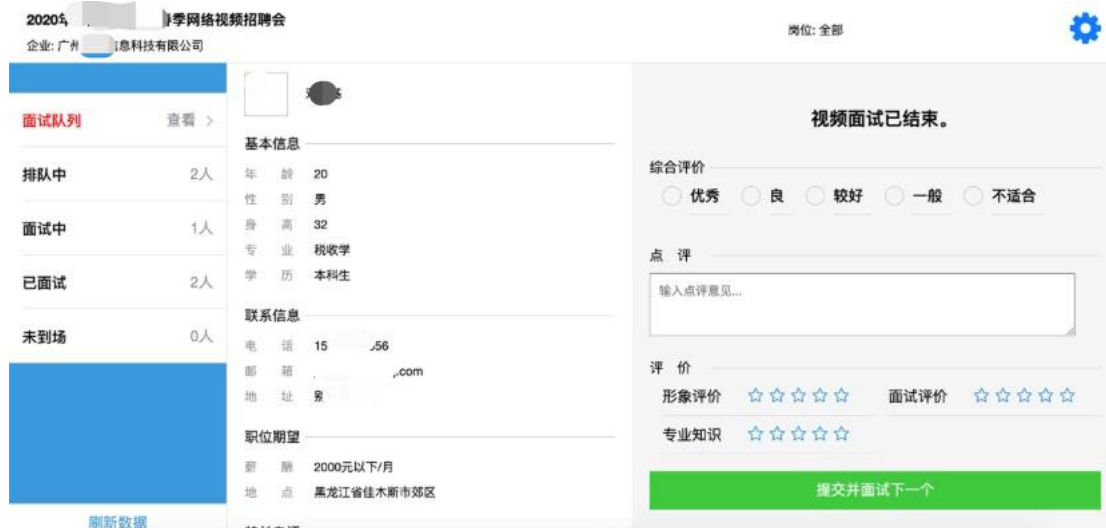 2020年 春季网络视频招聘会
企业: 广州 信息科技有限公司
岗位: 全部
面试队列 查看 >
排队中 2人
面试中 1人
已面试 2人
未到场 0人
刷新数据
基本信息
年 龄 20
性 别 男
身 高 32
专 业 税收学
学 历 本科生
联系信息
电 话 15 56
邮 箱 .com
地 址
职位期望
薪 酬 2000元以下/月
地 点 黑龙江省佳木斯市郊区
视频面试已结束。
综合评价
优秀 良 较好 一般 不适合
点 评
输入点评意见...
评 价
形象评价 ☆☆☆☆☆ 面试评价 ☆☆☆☆☆
专业知识 ☆☆☆☆☆
提交并面试下一个